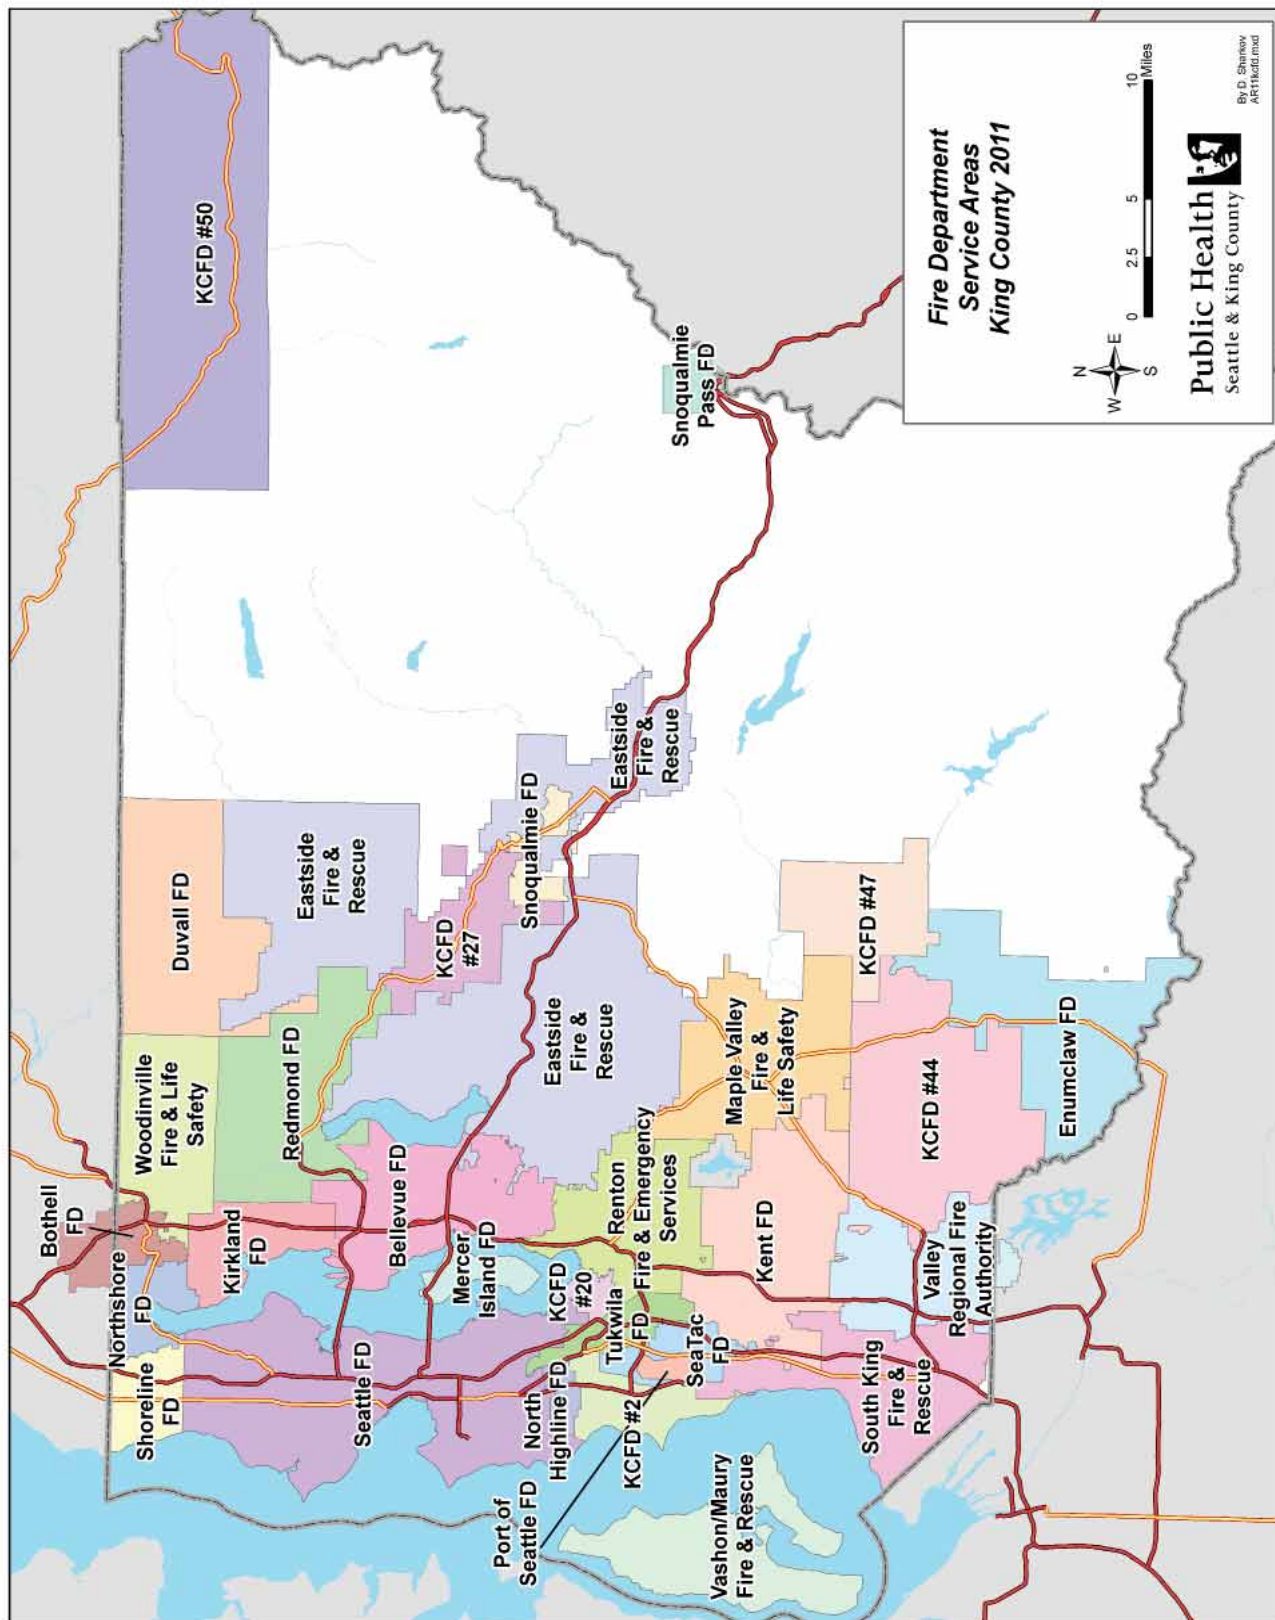 Bothell
FD
Northshore
FD
Shoreline
FD
Woodinville
Fire & Life
Safety
Duvall FD
KCFD #50
Kirkland
FD
Redmond FD
Eastside
Fire &
Rescue
Seattle FD
Bellevue FD
KCFD
#27
Mercer
Island FD
Snoqualmie FD
Eastside
Fire &
Rescue
Eastside
Fire &
Rescue
Snoqualmie
Pass FD
Port of
Seattle FD
North
Highline FD
KCFD
#20
KCFD #2
Tukwila
FD
Renton
Fire & Emergency
Services
SeaTac
FD
Vashon/Maury
Fire & Rescue
Kent FD
Maple Valley
Fire &
Life Safety
KCFD #47
South King
Fire &
Rescue
Valley
Regional Fire
Authority
KCFD #44
Enumclaw FD
Fire Department
Service Areas
King County 2011
N
W
E
S
0
2.5
5
10
Miles
Public Health
Seattle & King County
By D. Sharkov
AR11kcfd.mxd